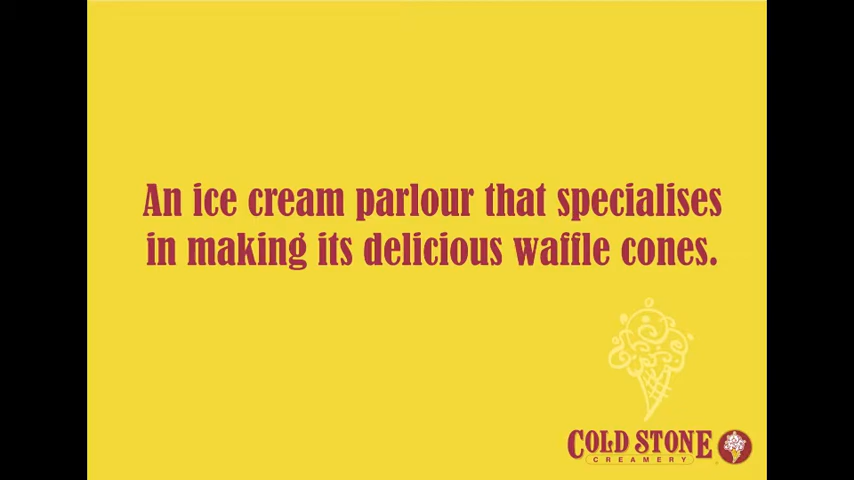 An ice cream parlour that specialises
in making its delicious waffle cones.
COLD STONE
CREAMERY